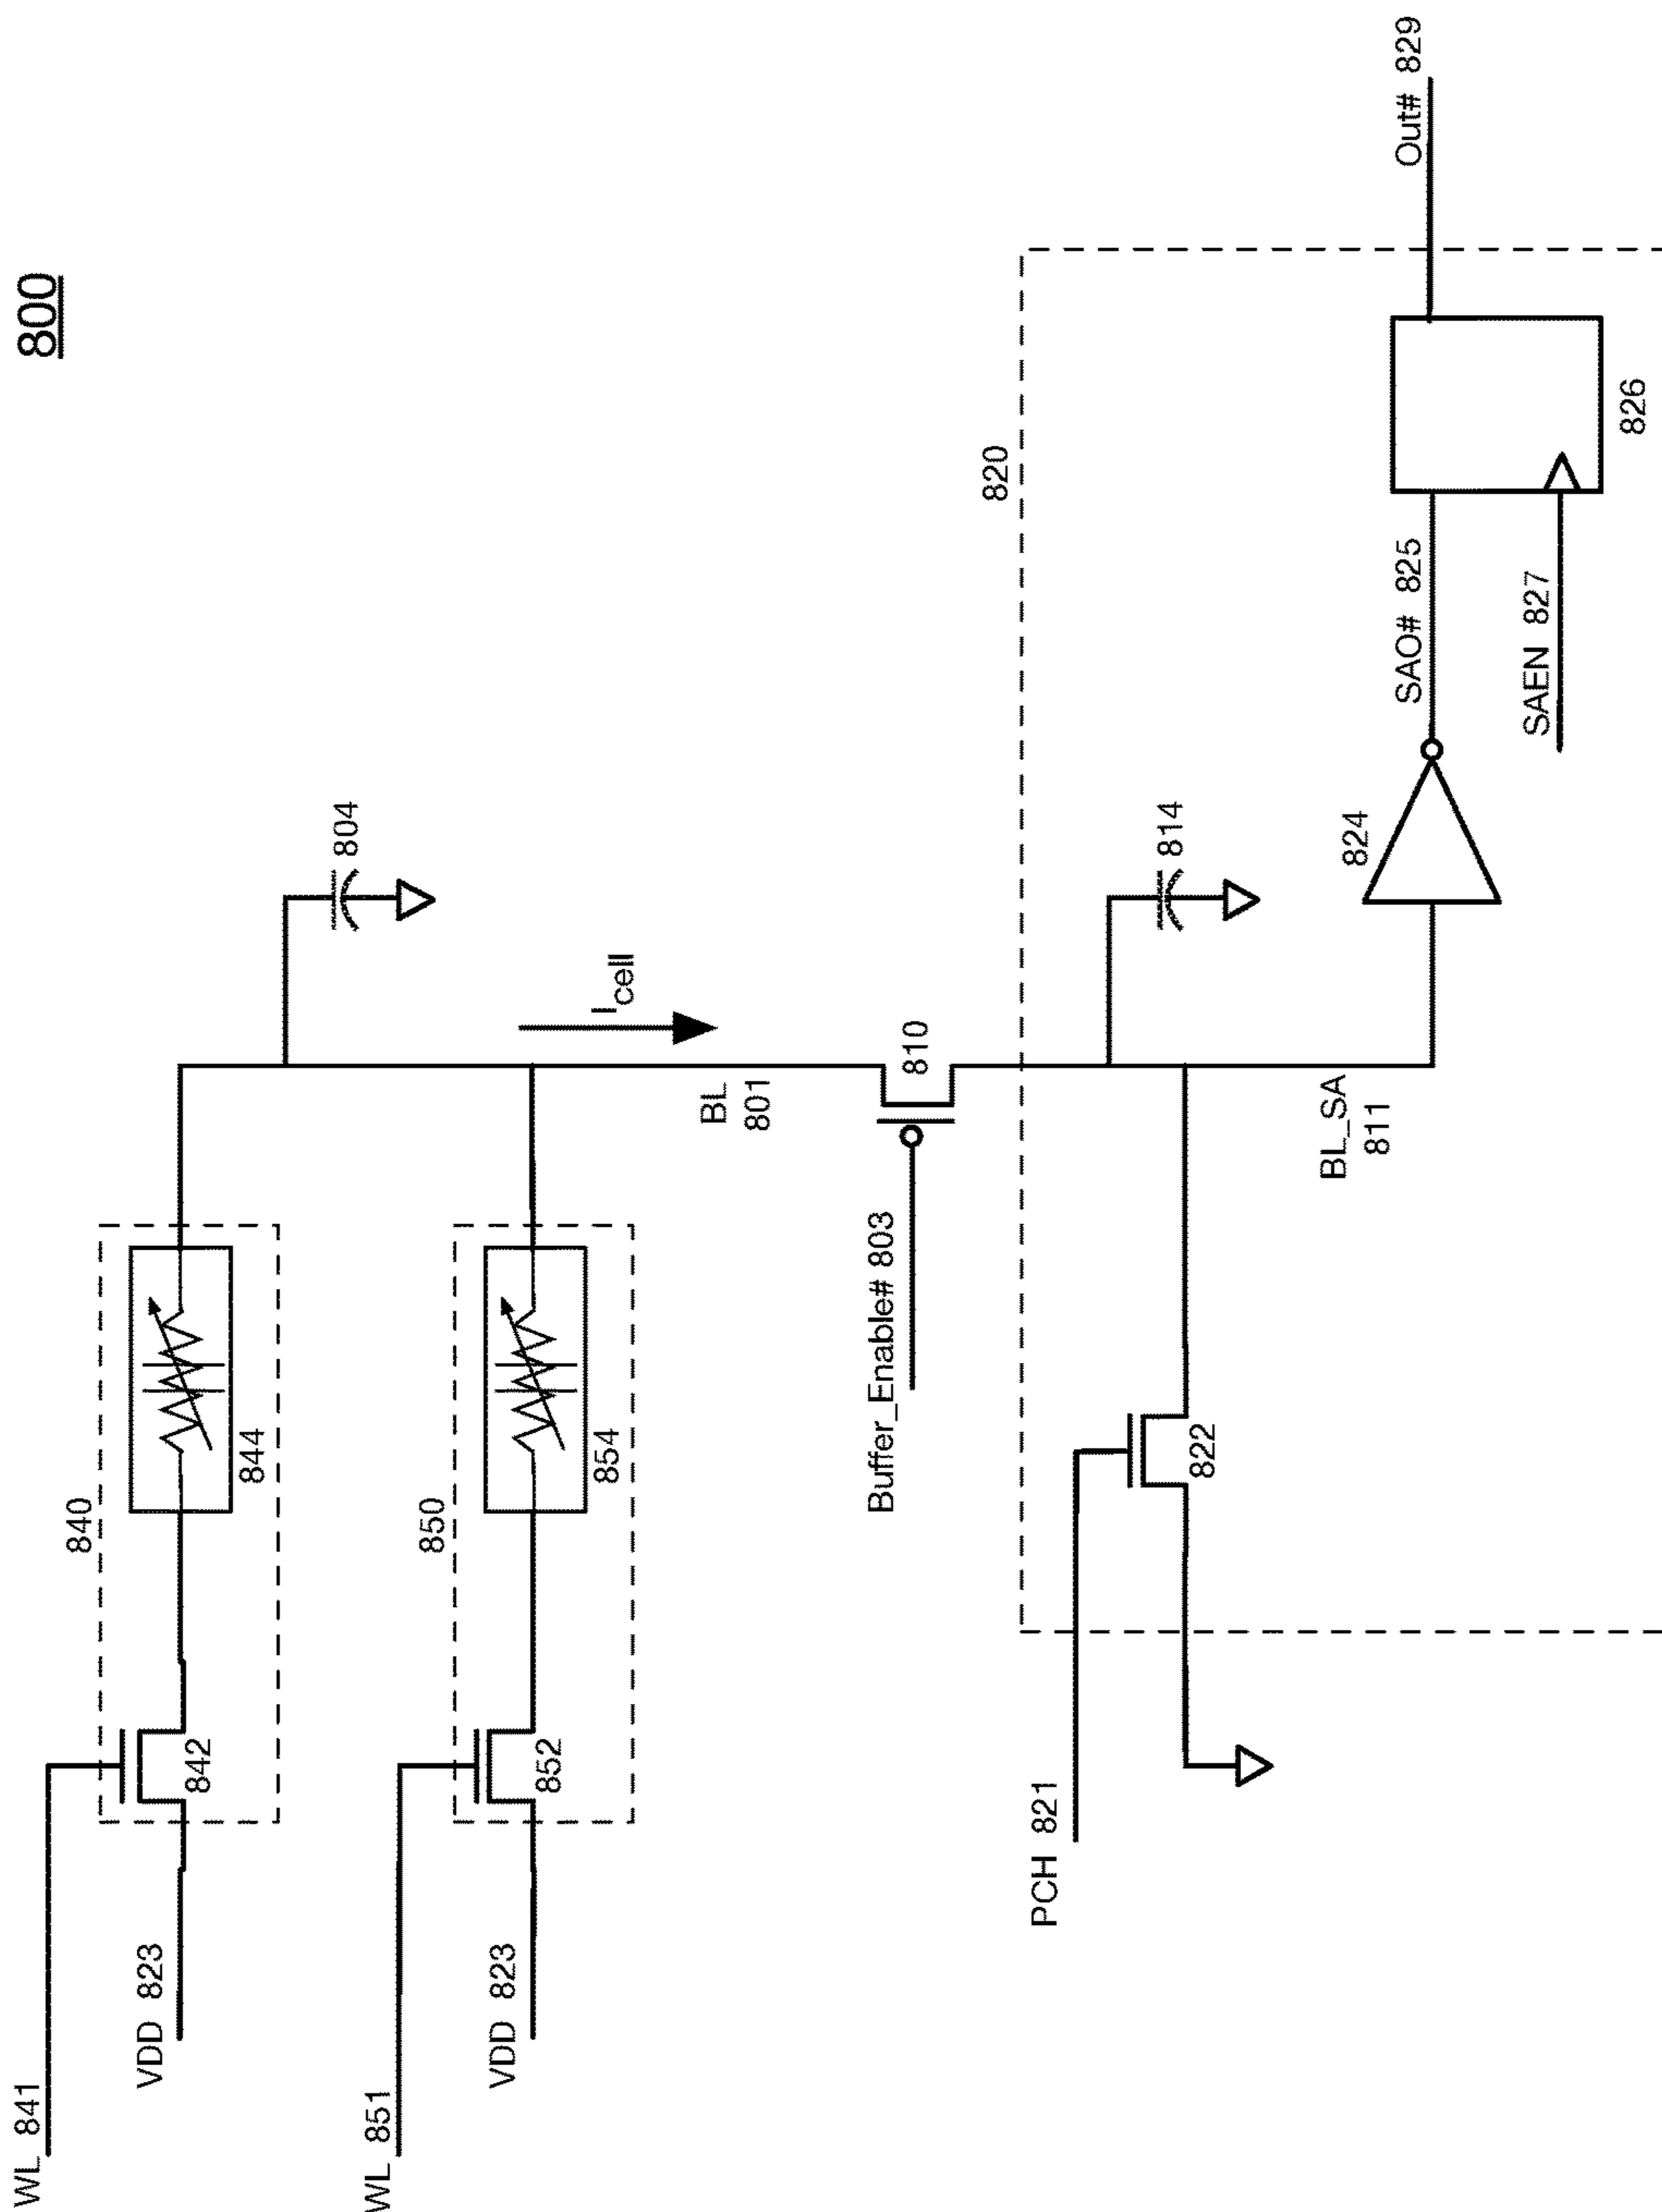 800
WL 841
840
VDD 823
842
844
804
WL 851
850
VDD 823
852
854
Icell
BL
801
Buffer_Enable# 803
810
820
PCH 821
822
814
BL_SA
811
824
SAO# 825
SAEN 827
826
Out# 829